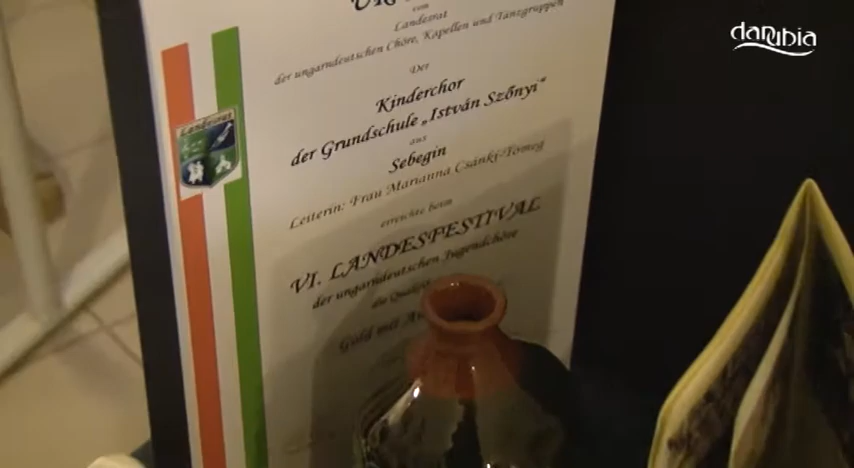 danubia
vom
Landesrat
der ungarndeutschen Chöre, Kapellen und Tanzgruppen
Der
Kinderchor
der Grundschule „István Szőnyi"
aus
Sebegin
Leiterin: Frau Marianna Csánki-Tömeg
erreichte beim
VI. LANDESFESTIVAL
der ungarndeutschen Jugendchöre
die
Gold mit
Landesrat